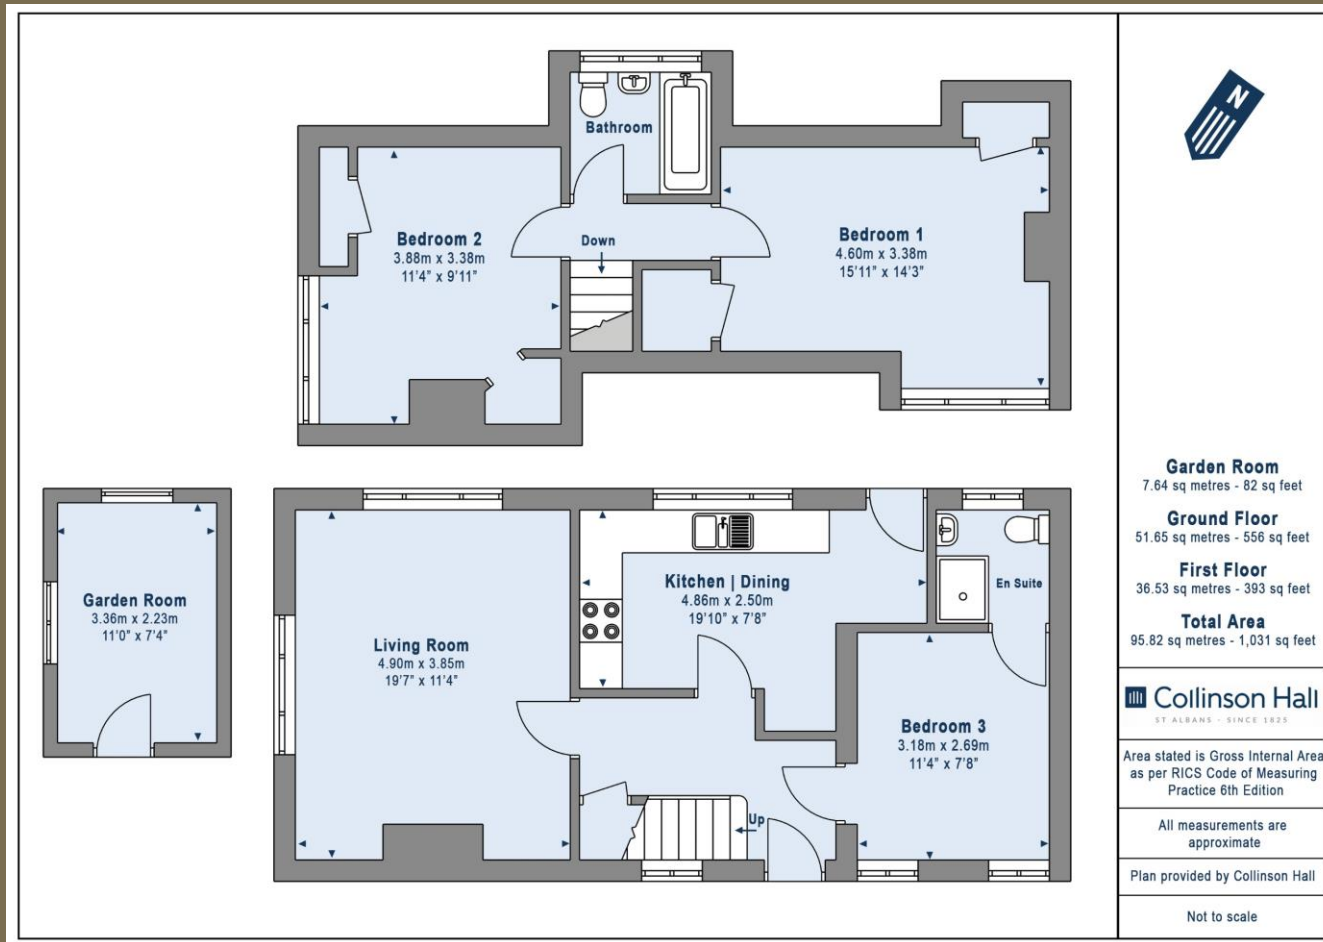 Bathroom
Bedroom 2
3.88m x 3.38m
11'4" x 9'11"
Down
Bedroom 1
4.60m x 3.38m
15'11" x 14'3"
Garden Room
3.36m x 2.23m
11'0" x 7'4"
Living Room
4.90m x 3.85m
19'7" x 11'4"
Kitchen | Dining
4.86m x 2.50m
19'10" x 7'8"
En Suite
Bedroom 3
3.18m x 2.69m
11'4" x 7'8"
Up
N
Garden Room
7.64 sq metres - 82 sq feet
Ground Floor
51.65 sq metres - 556 sq feet
First Floor
36.53 sq metres - 393 sq feet
Total Area
95.82 sq metres - 1,031 sq feet
Collinson Hall
ST ALBANS - SINCE 1825
Area stated is Gross Internal Area
as per RICS Code of Measuring
Practice 6th Edition
All measurements are
approximate
Plan provided by Collinson Hall
Not to scale